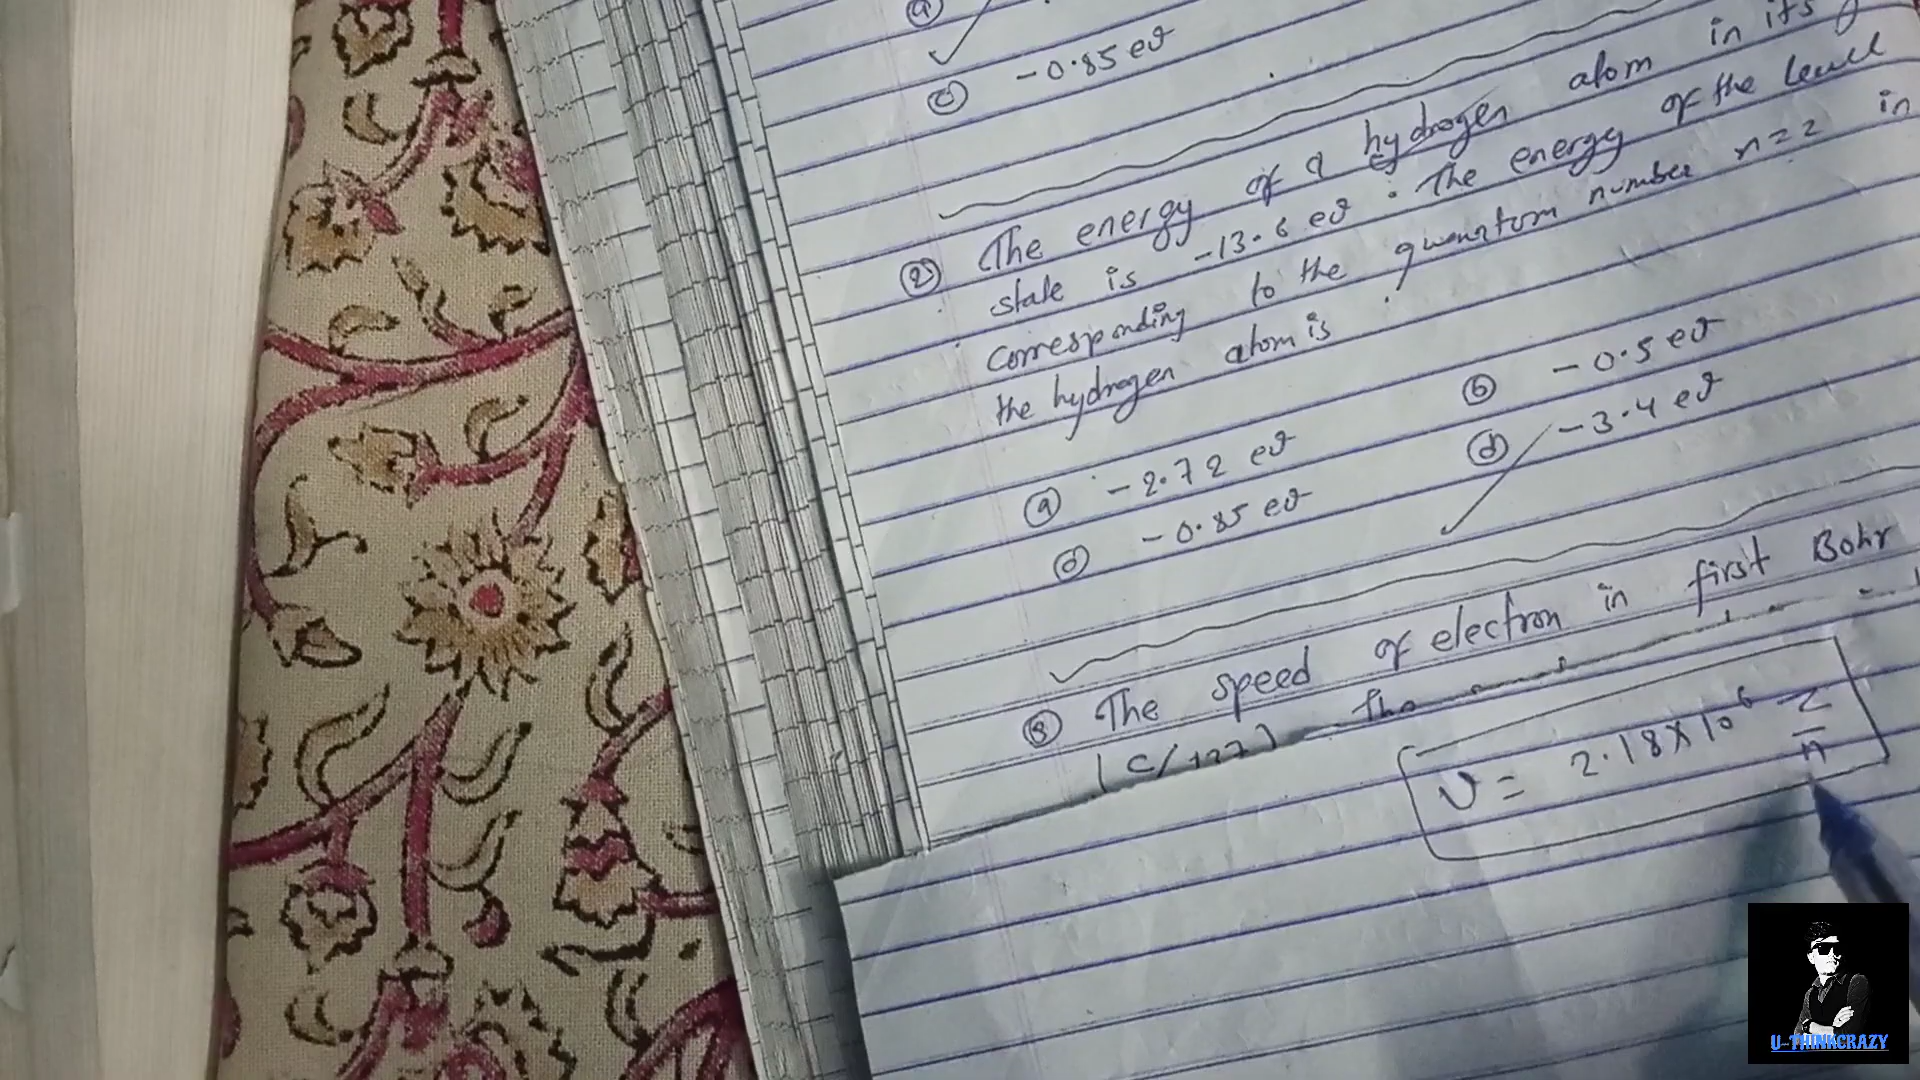 (a)
(c) -0.85 eV
(2) The energy of a hydrogen atom in its
state is -13.6 eV. The energy of the level
corresponding to the quantum number n=2 in
the hydrogen atom is
(a) -2.72 eV (b) -0.5 eV
(d) -3.4 eV
-0.85 eV
The speed of electron in first Bohr
(C/137) The
v = 2.18 X 10^6 Z/n
U-THINKCRAZY